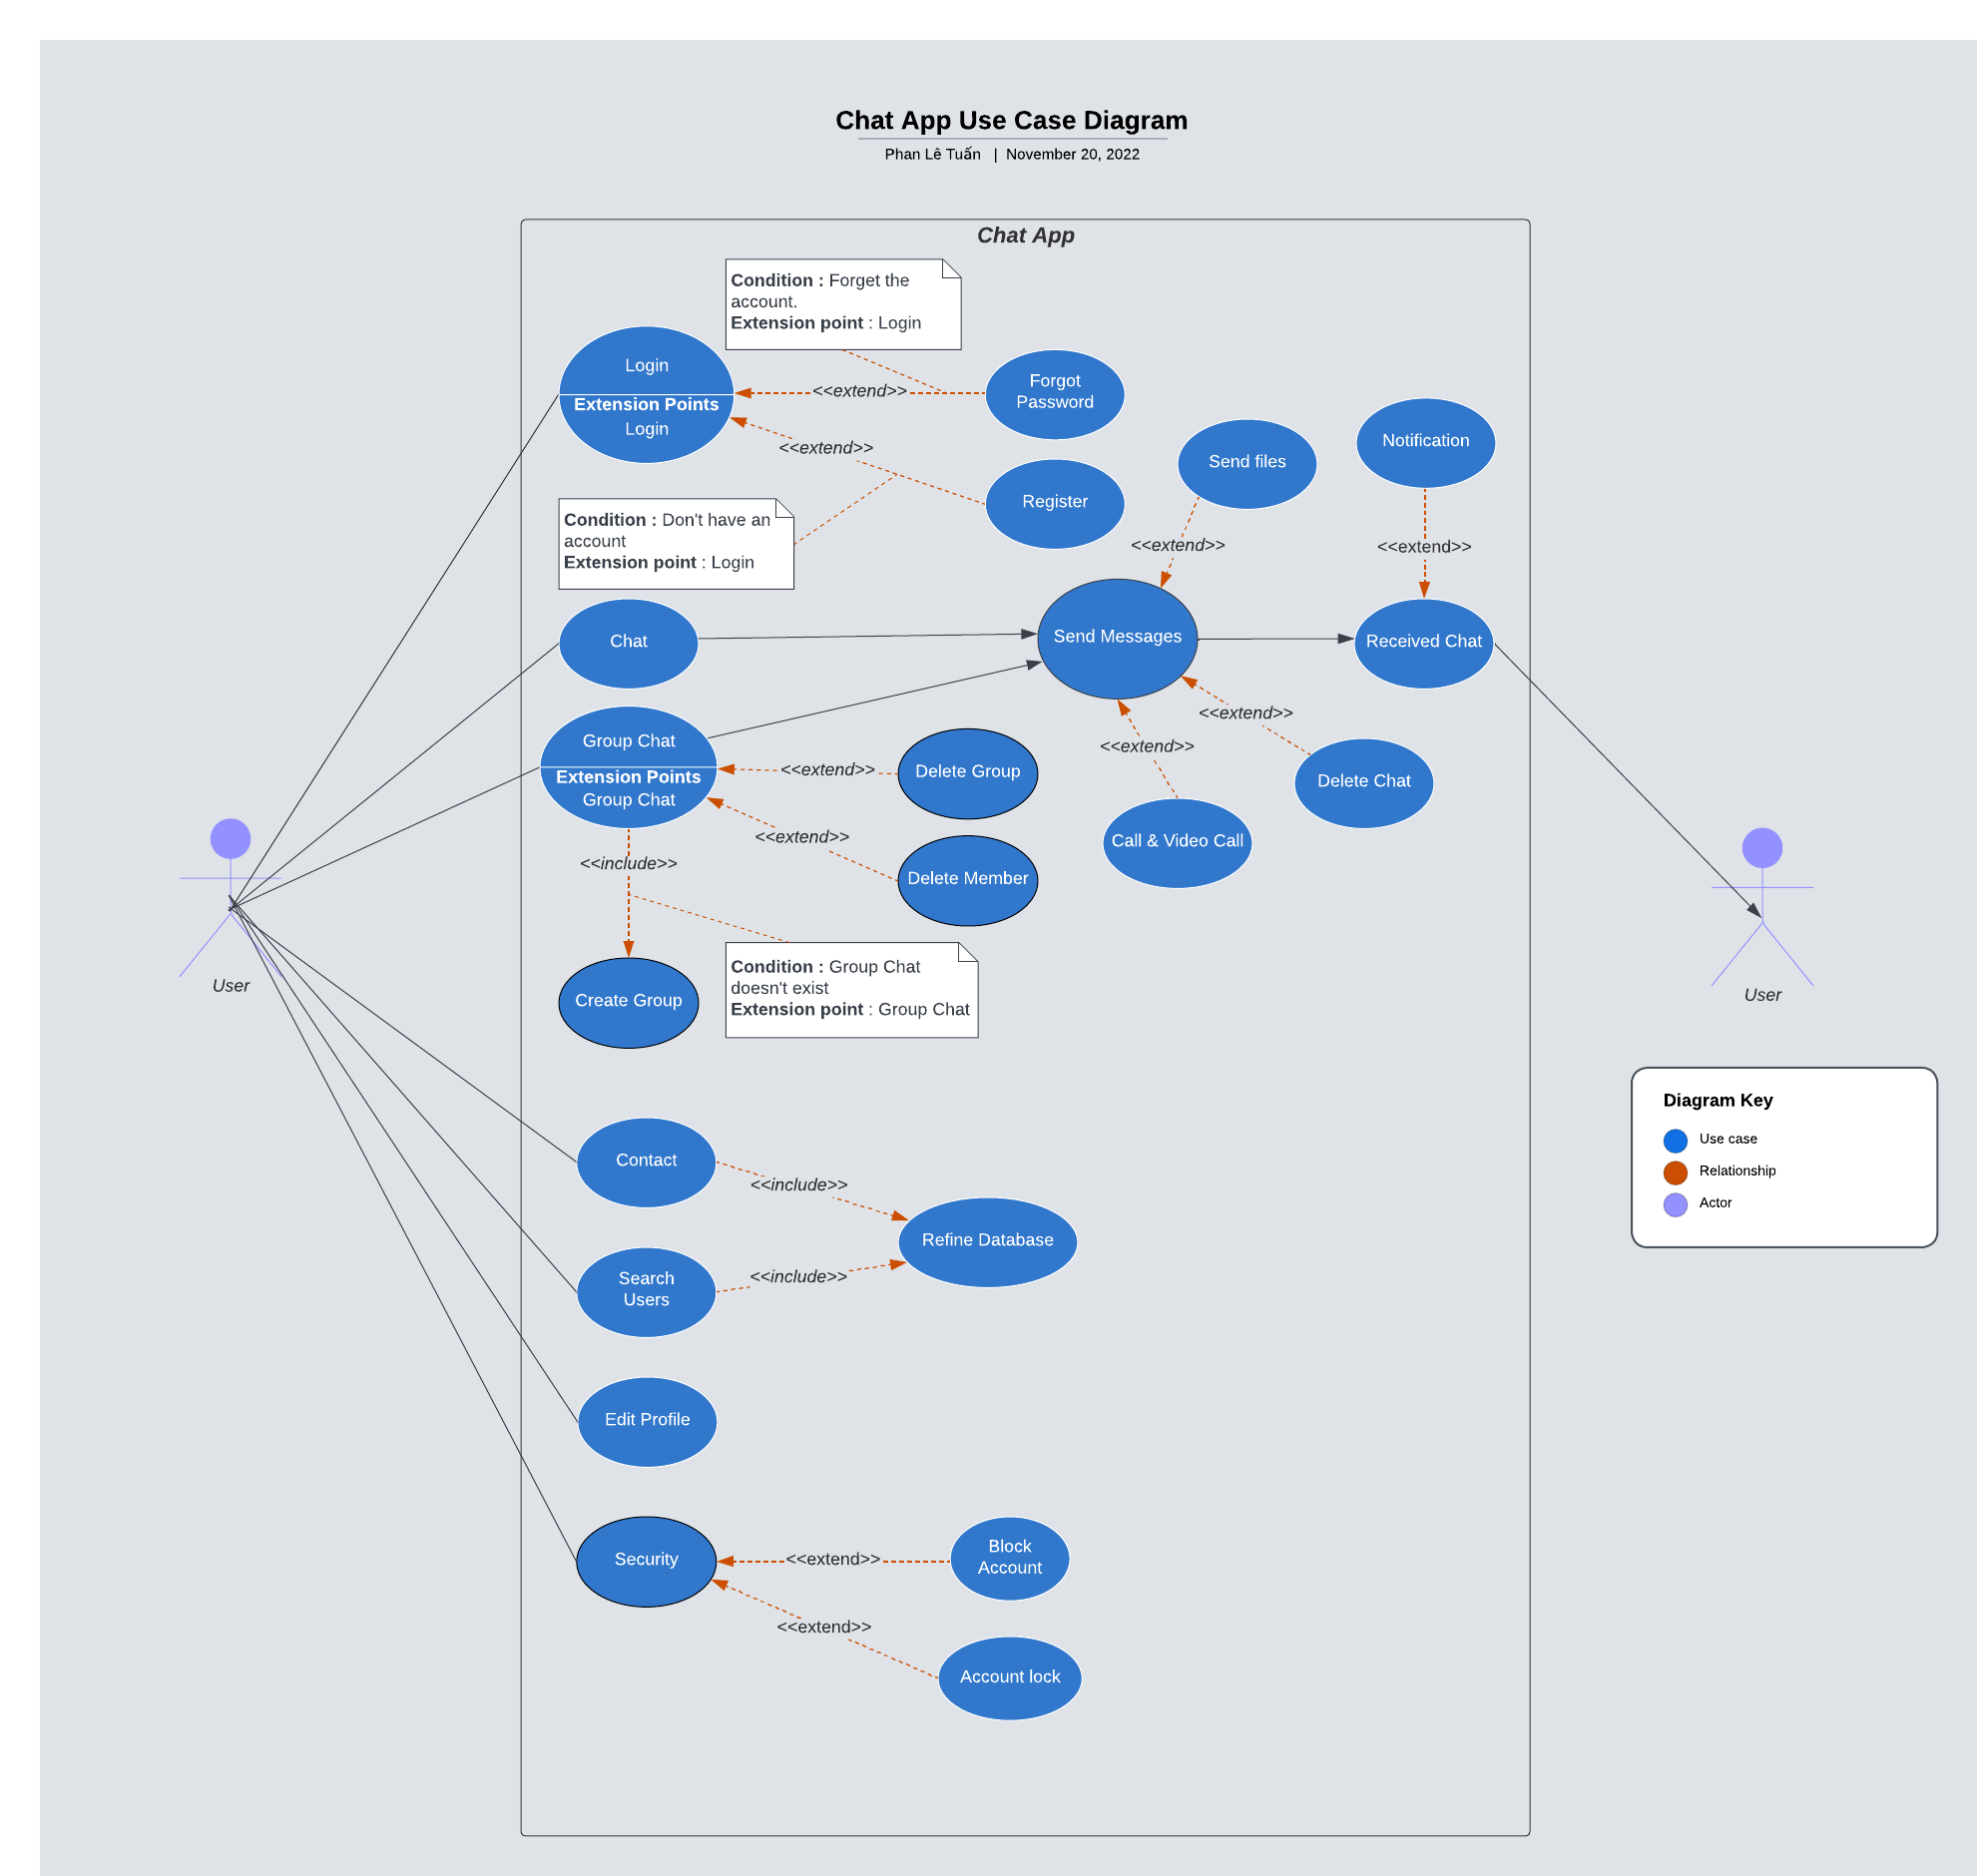 Chat App Use Case Diagram
Phan Lê Tuấn | November 20, 2022
Chat App
Condition : Forget the
account.
Extension point : Login
Login
Extension Points
Login
<<extend>>
Forgot
Password
<<extend>>
Register
Send files
Notification
Condition : Don't have an
account
Extension point : Login
<<extend>>
<<extend>>
Chat
Send Messages
Received Chat
Group Chat
Extension Points
Group Chat
<<extend>>
Delete Group
<<extend>>
<<extend>>
Delete Chat
Call & Video Call
<<extend>>
Delete Member
<<include>>
Create Group
Condition : Group Chat
doesn't exist
Extension point : Group Chat
User
User
Diagram Key
Use case
Relationship
Actor
Contact
<<include>>
Refine Database
Search
Users
<<include>>
Edit Profile
Security
<<extend>>
Block
Account
<<extend>>
Account lock